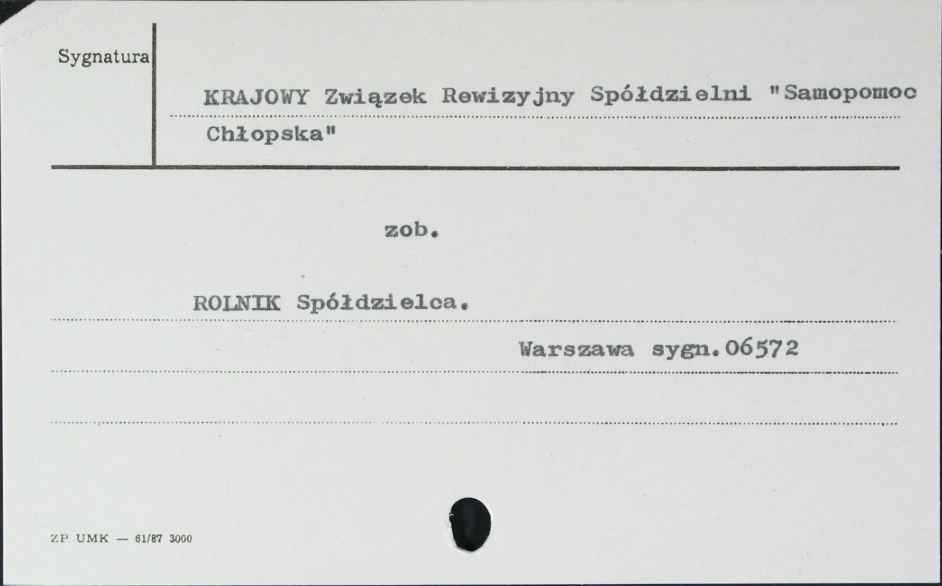 Sygnatura
KRAJOWY Związek Rewizyjny Spółdzielni "Samopomoc
Chłopska"
zob.
ROLNIK Spółdzielca.
Warszawa sygn.06572
ZP UMK — 61/87 3000